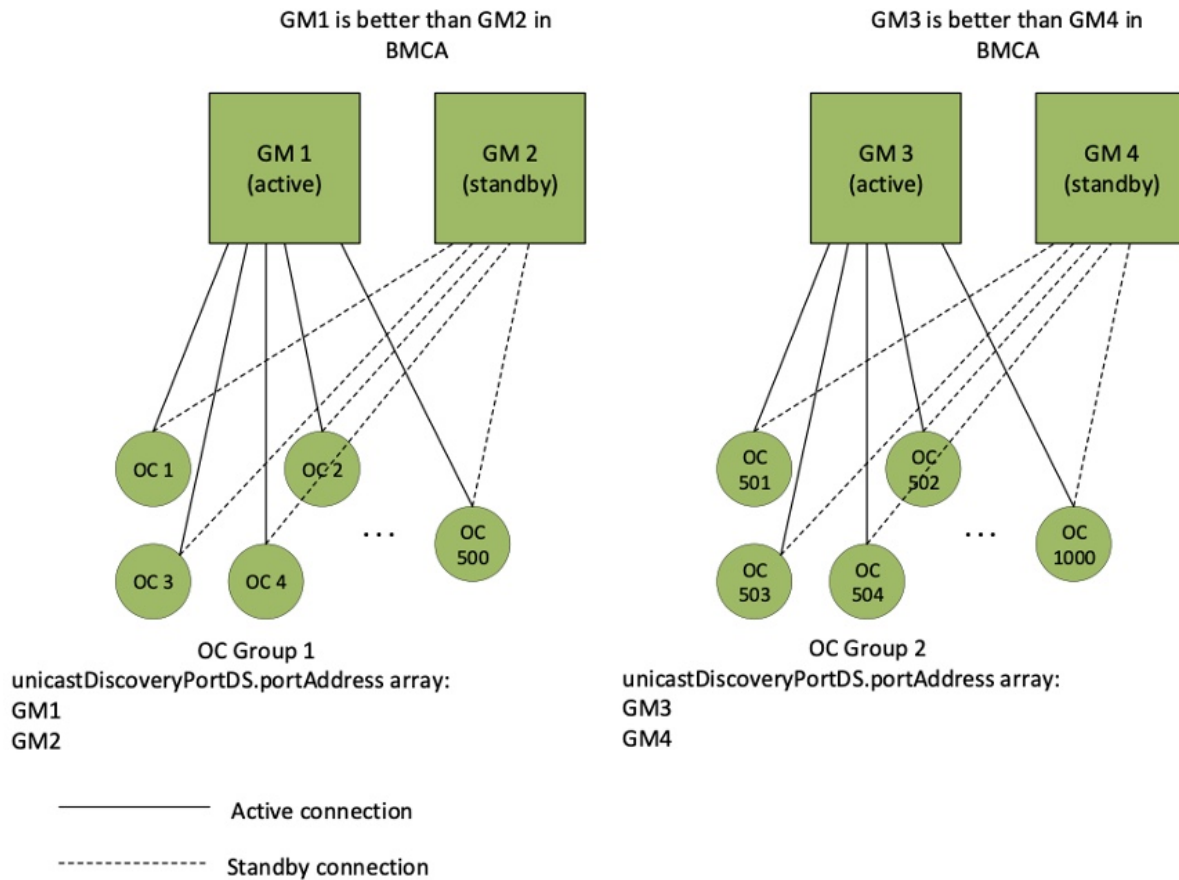 GM1 is better than GM2 in
BMCA
GM3 is better than GM4 in
BMCA
GM 1
(active)
GM 2
(standby)
GM 3
(active)
GM 4
(standby)
OC 1
OC 2
OC 3
OC 4
...
OC
500
OC
501
OC
502
OC
503
OC
504
...
OC
1000
OC Group 1
unicastDiscoveryPortDS.portAddress array:
GM1
GM2
OC Group 2
unicastDiscoveryPortDS.portAddress array:
GM3
GM4
Active connection
Standby connection